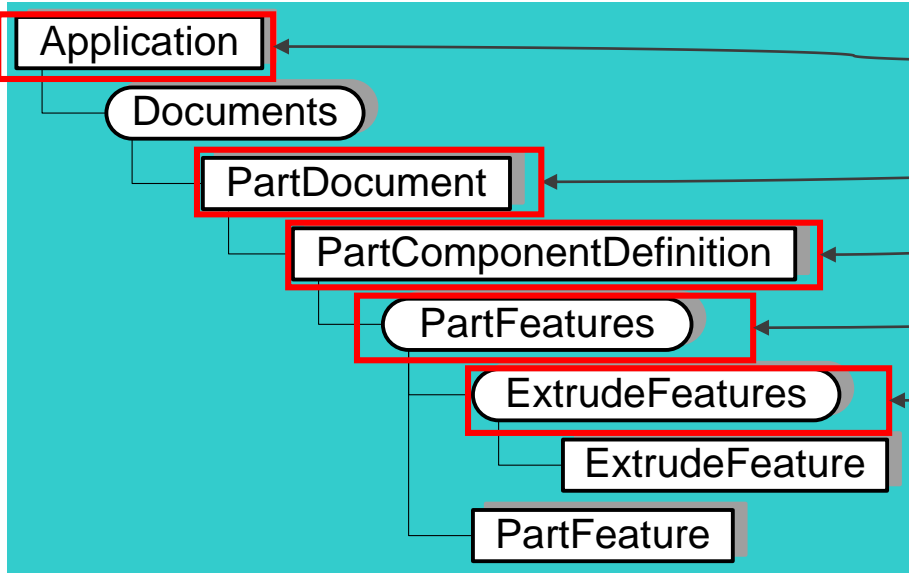 Application
Documents
PartDocument
PartComponentDefinition
PartFeatures
ExtrudeFeatures
ExtrudeFeature
PartFeature